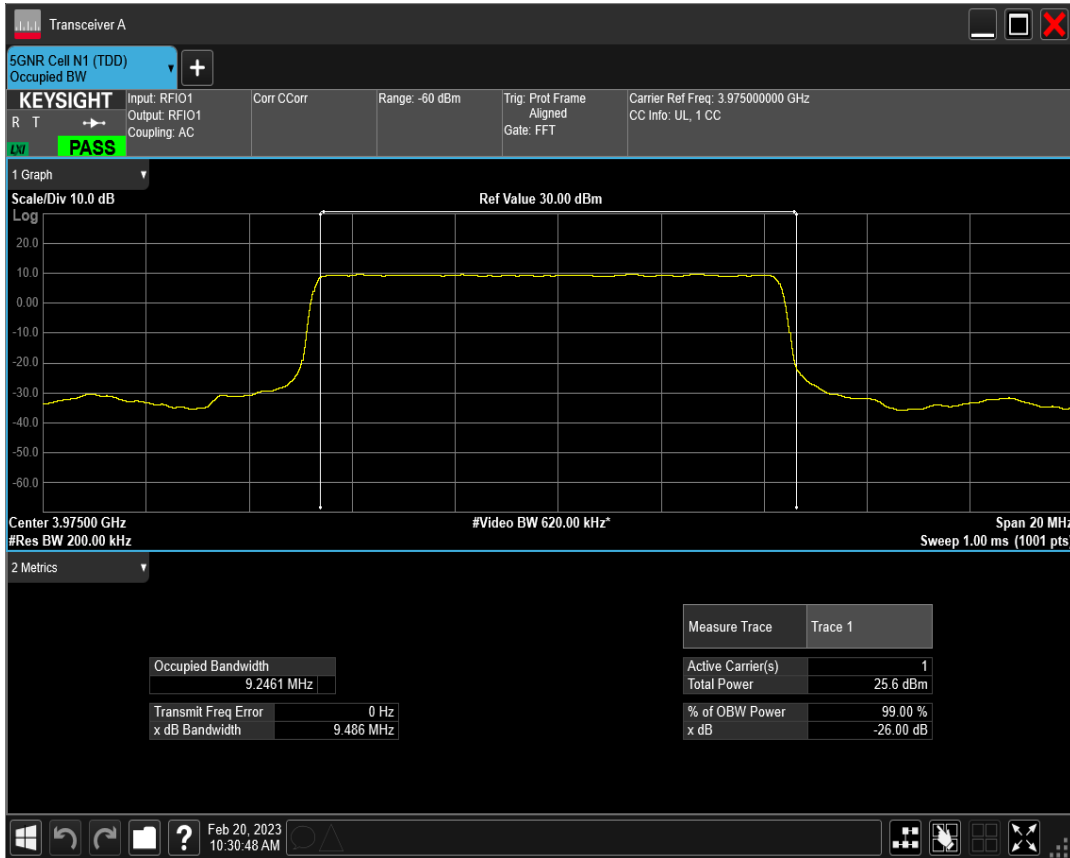 Transceiver A
5GNR Cell N1 (TDD)
Occupied BW
KEYSIGHT
R T
LXI
PASS
Input: RFIO1
Output: RFIO1
Coupling: AC
Corr CCorr
Range: -60 dBm
Trig: Prot Frame
Aligned
Gate: FFT
Carrier Ref Freq: 3.975000000 GHz
CC Info: UL, 1 CC
1 Graph
Scale/Div 10.0 dB
Ref Value 30.00 dBm
Log
20.0
10.0
0.00
-10.0
-20.0
-30.0
-40.0
-50.0
-60.0
Center 3.97500 GHz
#Video BW 620.00 kHz*
Span 20 MHz
#Res BW 200.00 kHz
Sweep 1.00 ms (1001 pts)
2 Metrics
Measure Trace Trace 1
Occupied Bandwidth
9.2461 MHz
Active Carrier(s) 1
Total Power 25.6 dBm
Transmit Freq Error 0 Hz
x dB Bandwidth 9.486 MHz
% of OBW Power 99.00 %
x dB -26.00 dB
?
Feb 20, 2023
10:30:48 AM